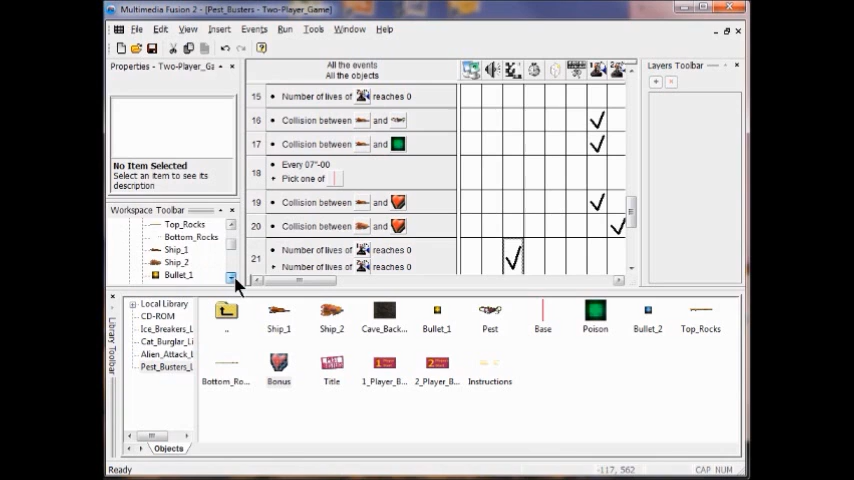 Multimedia Fusion 2 - [Pest_Busters - Two-Player_Game]
File Edit View Insert Events Run Tools Window Help
Properties - Two-Player_Ga
No Item Selected
Select an item to see its
description
Workspace Toolbar
Top_Rocks
Bottom_Rocks
Ship_1
Ship_2
Bullet_1
All the events
All the objects
15 • Number of lives of reaches 0
16 • Collision between and
17 • Collision between and
18 • Every 07"-00
Pick one of
19 • Collision between and
20 • Collision between and
21 • Number of lives of reaches 0
Number of lives of reaches 0
Layers Toolbar
Library Toolbar
Local Library
CD-ROM
Ice_Breakers_L
Cat_Burglar_Li
Alien_Attack_L
Pest_Busters_L
Objects
..
Ship_1
Ship_2
Cave_Back...
Bullet_1
Pest
Base
Poison
Bullet_2
Top_Rocks
Bottom_Ro...
Bonus
Title
1_Player_B...
2_Player_B...
Instructions
Ready
-117, 562
CAP NUM